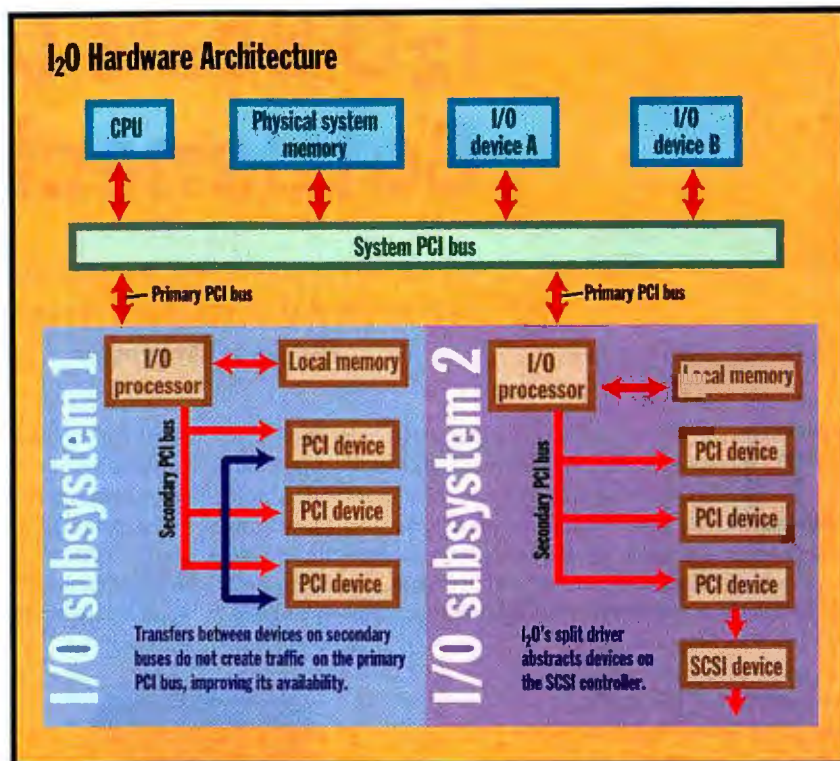 I₂O Hardware Architecture
CPU
Physical system
memory
I/O
device A
I/O
device B
System PCI bus
Primary PCI bus
Primary PCI bus
I/O subsystem 1
I/O
processor
Local memory
Secondary PCI bus
PCI device
PCI device
PCI device
Transfers between devices on secondary
buses do not create traffic on the primary
PCI bus, improving its availability.
I/O subsystem 2
I/O
processor
Local memory
Secondary PCI bus
PCI device
PCI device
PCI device
I₂O's split driver
abstracts devices on
the SCSI controller.
SCSI device